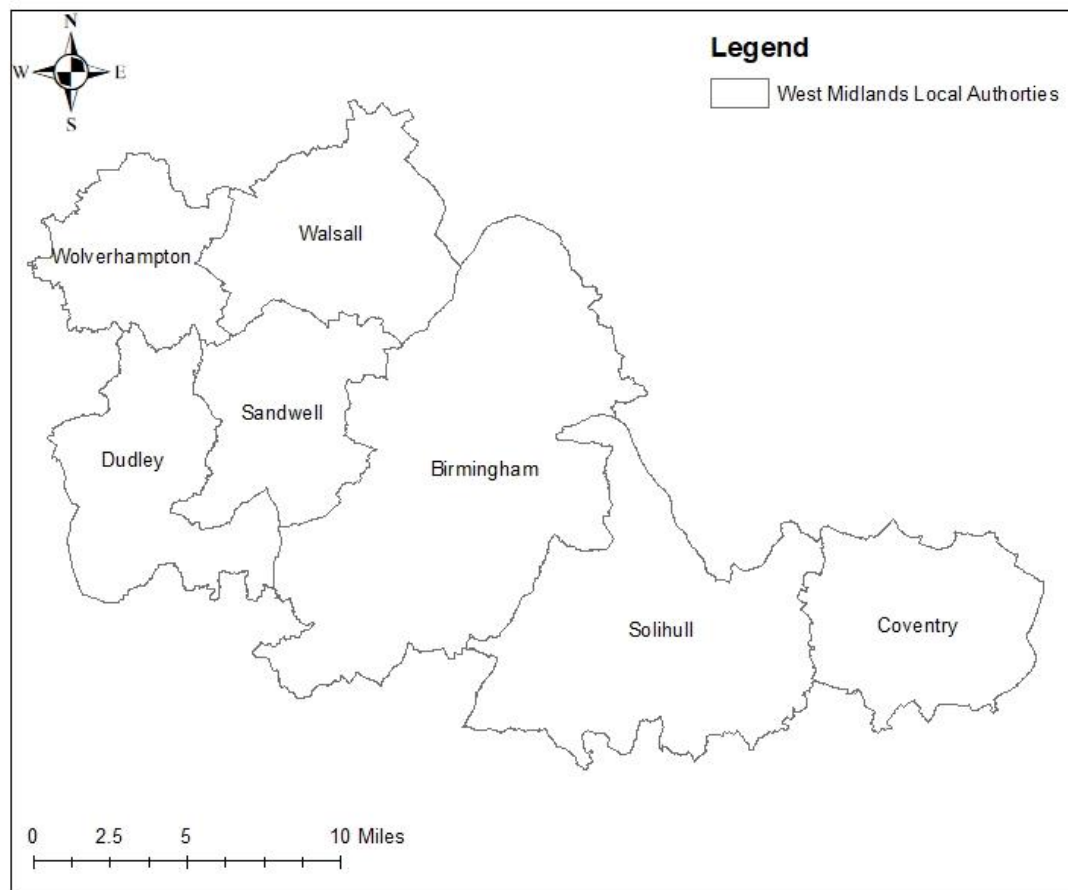 N
W E
S
Legend
West Midlands Local Authorties
Walsall
Wolverhampton
Sandwell
Dudley
Birmingham
Solihull
Coventry
0 2.5 5 10 Miles